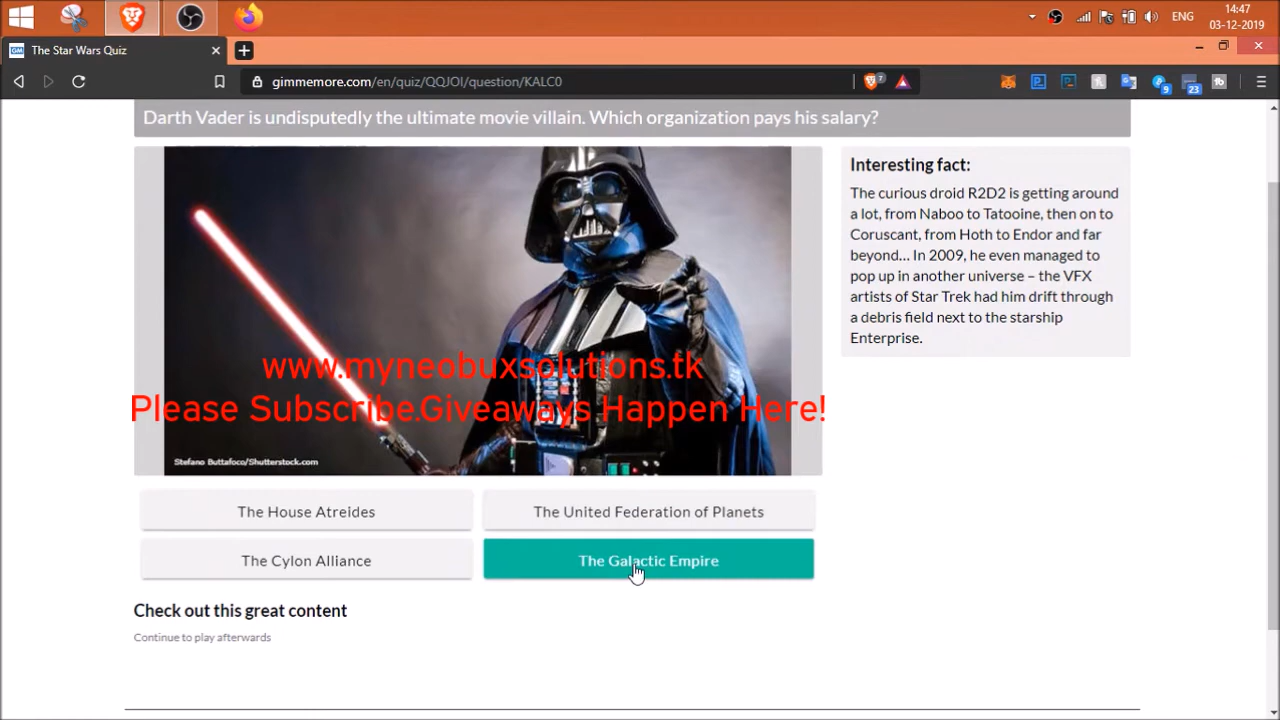 14:47
ENG
03-12-2019
GM The Star Wars Quiz
gimmemore.com/en/quiz/QQJOI/question/KALC0
7
9
23
Darth Vader is undisputedly the ultimate movie villain. Which organization pays his salary?
Interesting fact:
The curious droid R2D2 is getting around
a lot, from Naboo to Tatooine, then on to
Coruscant, from Hoth to Endor and far
beyond... In 2009, he even managed to
pop up in another universe – the VFX
artists of Star Trek had him drift through
a debris field next to the starship
Enterprise.
www.myneobuxsolutions.tk
Please Subscribe.Giveaways Happen Here!
Stefano Buttafoco/Shutterstock.com
The House Atreides
The United Federation of Planets
The Cylon Alliance
The Galactic Empire
Check out this great content
Continue to play afterwards